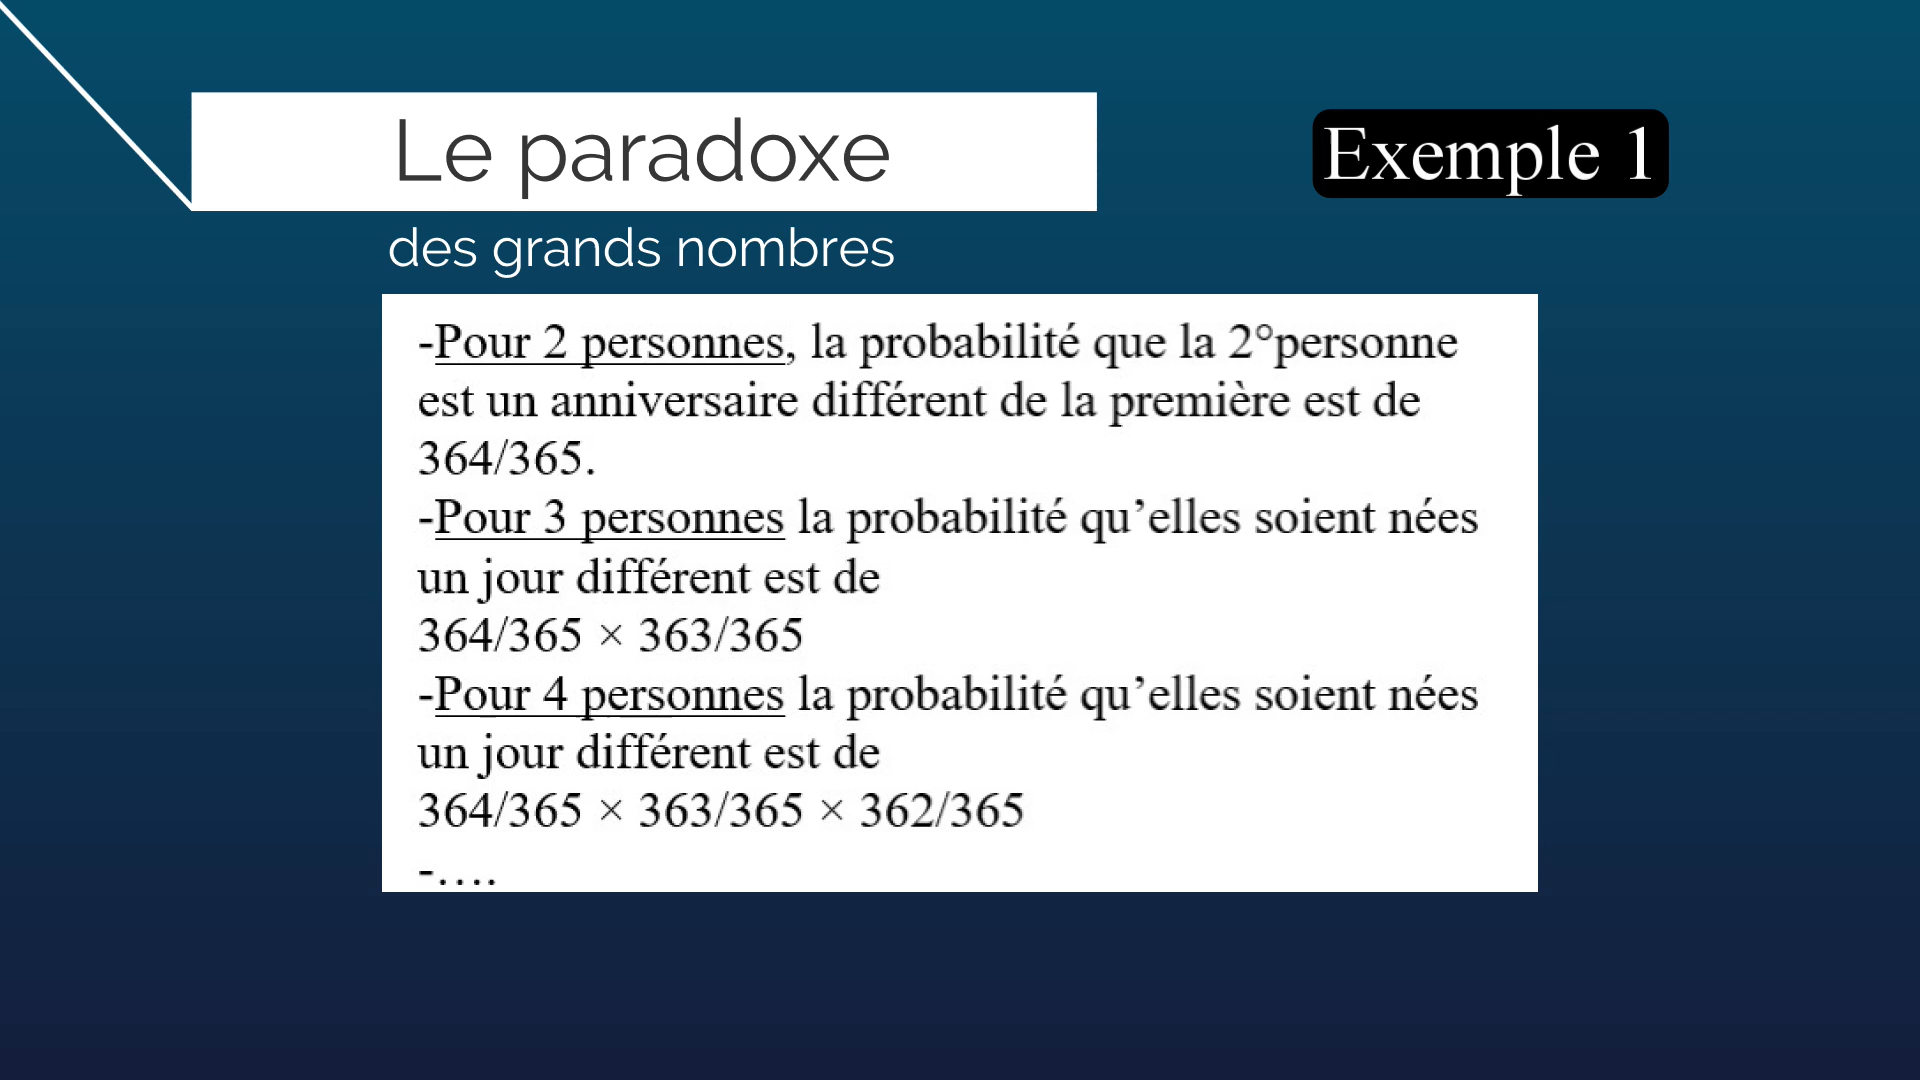 Le paradoxe
Exemple 1
des grands nombres
-Pour 2 personnes, la probabilité que la 2°personne
est un anniversaire différent de la première est de
364/365.
-Pour 3 personnes la probabilité qu’elles soient nées
un jour différent est de
364/365 × 363/365
-Pour 4 personnes la probabilité qu’elles soient nées
un jour différent est de
364/365 × 363/365 × 362/365
-….